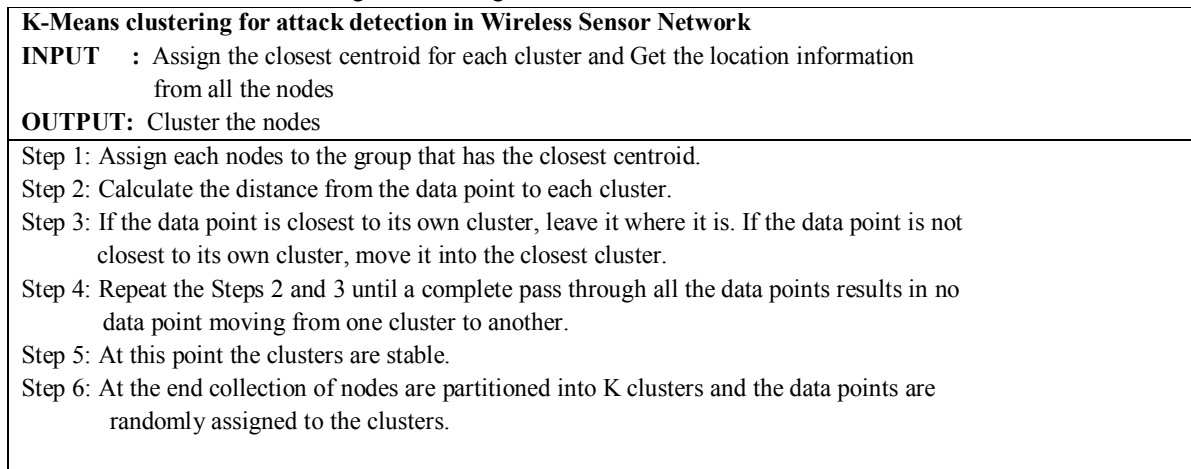 K-Means clustering for attack detection in Wireless Sensor Network
INPUT : Assign the closest centroid for each cluster and Get the location information
from all the nodes
OUTPUT: Cluster the nodes
Step 1: Assign each nodes to the group that has the closest centroid.
Step 2: Calculate the distance from the data point to each cluster.
Step 3: If the data point is closest to its own cluster, leave it where it is. If the data point is not
closest to its own cluster, move it into the closest cluster.
Step 4: Repeat the Steps 2 and 3 until a complete pass through all the data points results in no
data point moving from one cluster to another.
Step 5: At this point the clusters are stable.
Step 6: At the end collection of nodes are partitioned into K clusters and the data points are
randomly assigned to the clusters.